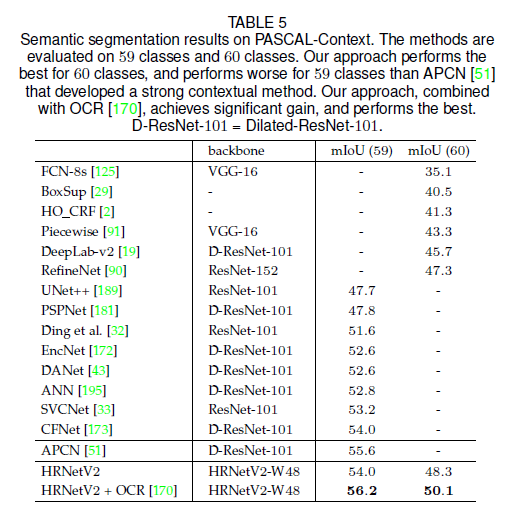 TABLE 5
Semantic segmentation results on PASCAL-Context. The methods are
evaluated on 59 classes and 60 classes. Our approach performs the
best for 60 classes, and performs worse for 59 classes than APCN [51]
that developed a strong contextual method. Our approach, combined
with OCR [170], achieves significant gain, and performs the best.
D-ResNet-101 = Dilated-ResNet-101.
backbone mIoU (59) mIoU (60)
FCN-8s [125] VGG-16 - 35.1
BoxSup [29] - - 40.5
HO_CRF [2] - - 41.3
Piecewise [91] VGG-16 - 43.3
DeepLab-v2 [19] D-ResNet-101 - 45.7
RefineNet [90] ResNet-152 - 47.3
UNet++ [189] ResNet-101 47.7 -
PSPNet [181] D-ResNet-101 47.8 -
Ding et al. [32] ResNet-101 51.6 -
EncNet [172] D-ResNet-101 52.6 -
DANet [43] D-ResNet-101 52.6 -
ANN [195] D-ResNet-101 52.8 -
SVCNet [33] ResNet-101 53.2 -
CFNet [173] D-ResNet-101 54.0 -
APCN [51] D-ResNet-101 55.6 -
HRNetV2 HRNetV2-W48 54.0 48.3
HRNetV2 + OCR [170] HRNetV2-W48 56.2 50.1